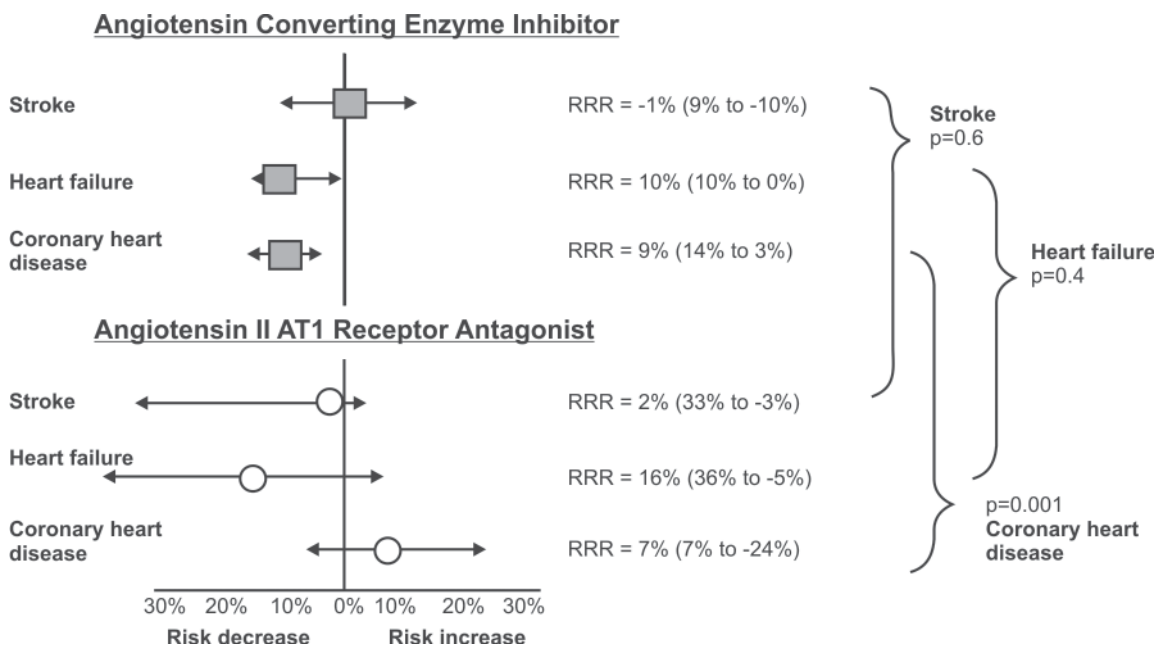 Angiotensin Converting Enzyme Inhibitor
Stroke
RRR = -1% (9% to -10%)
Heart failure
RRR = 10% (10% to 0%)
Coronary heart
disease
RRR = 9% (14% to 3%)
Stroke
p=0.6
Heart failure
p=0.4
Angiotensin II AT1 Receptor Antagonist
Stroke
RRR = 2% (33% to -3%)
Heart failure
RRR = 16% (36% to -5%)
Coronary heart
disease
RRR = 7% (7% to -24%)
p=0.001
Coronary heart
disease
30% 20% 10% 0% 10% 20% 30%
Risk decrease Risk increase